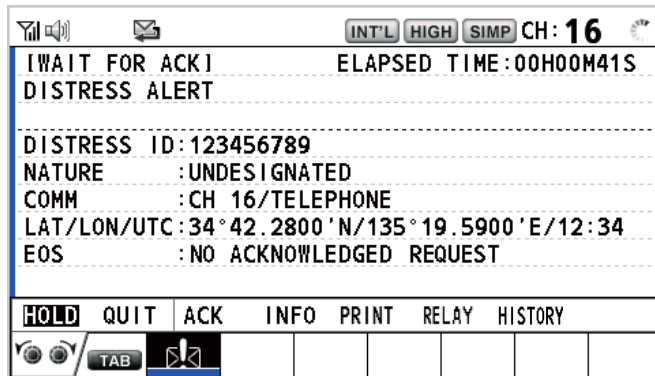 INT'L HIGH SIMP CH: 16
[WAIT FOR ACK] ELAPSED TIME:00H00M41S
DISTRESS ALERT
DISTRESS ID:123456789
NATURE :UNDESIGNATED
COMM :CH 16/TELEPHONE
LAT/LON/UTC:34°42.2800'N/135°19.5900'E/12:34
EOS :NO ACKNOWLEDGED REQUEST
HOLD QUIT ACK INFO PRINT RELAY HISTORY
TAB